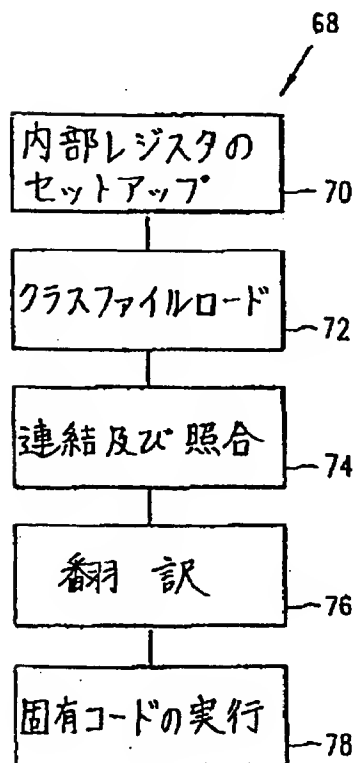 68
内部レジスタの
セットアップ
70
クラスファイルロード
72
連結及び照合
74
翻訳
76
固有コードの実行
78